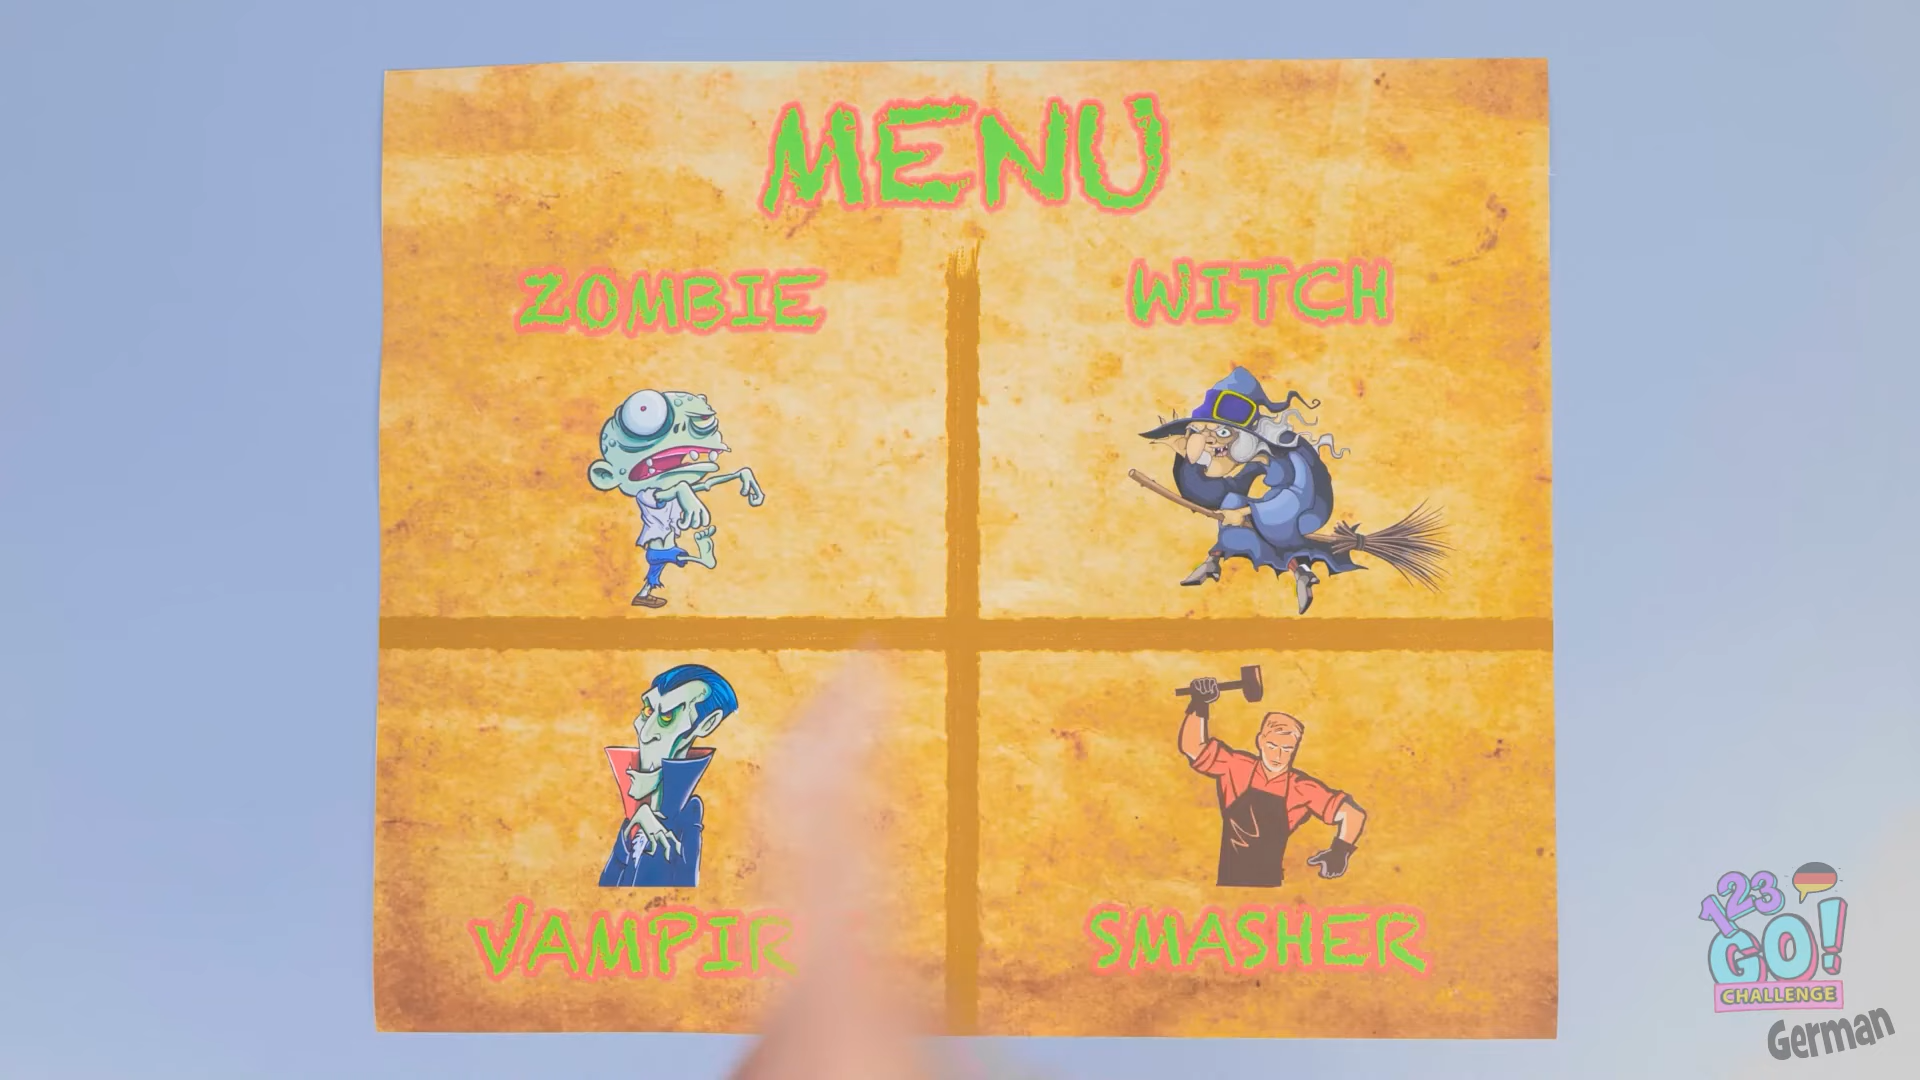 MENU
ZOMBIE
WITCH
VAMPIR
SMASHER
123
GO!
CHALLENGE
German